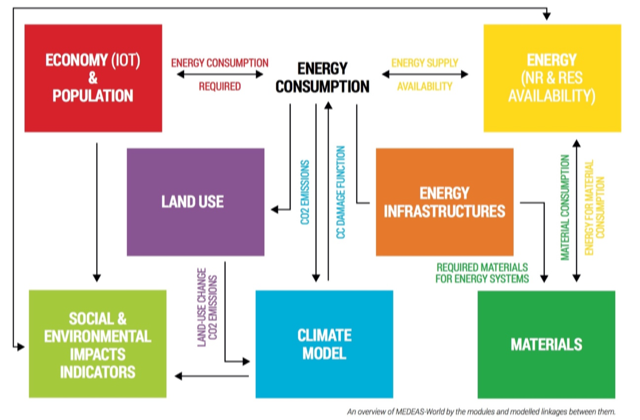 ECONOMY (IOT)
&
POPULATION
ENERGY CONSUMPTION
REQUIRED
ENERGY
CONSUMPTION
ENERGY SUPPLY
AVAILABILITY
ENERGY
(NR & RES
AVAILABILITY)
LAND USE
CO2 EMISSIONS
CC DAMAGE FUNCTION
ENERGY
INFRASTRUCTURES
MATERIAL CONSUMPTION
ENERGY FOR MATERIAL
CONSUMPTION
REQUIRED MATERIALS
FOR ENERGY SYSTEMS
LAND-USE CHANGE
CO2 EMISSIONS
SOCIAL &
ENVIRONMENTAL
IMPACTS
INDICATORS
CLIMATE
MODEL
MATERIALS
An overview of MEDEAS-World by the modules and modelled linkages between them.